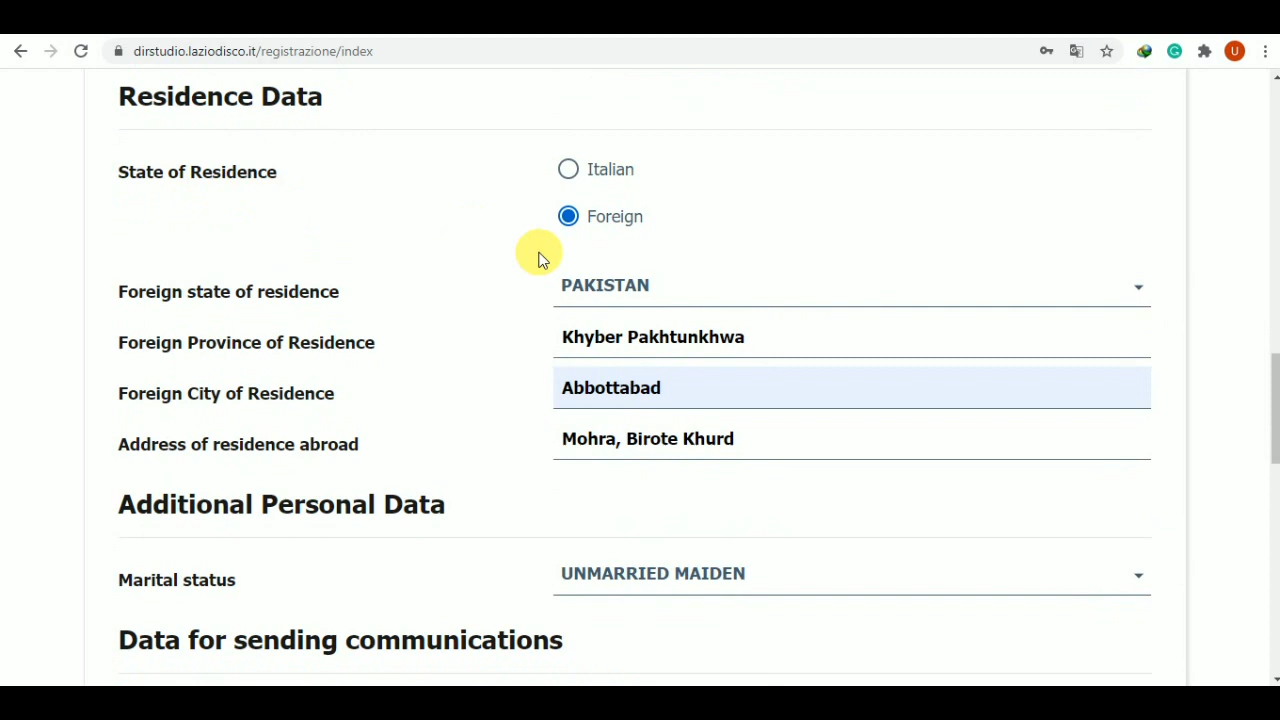 dirstudio.laziodisco.it/registrazione/index
U
Residence Data
State of Residence
Italian
Foreign
Foreign state of residence
PAKISTAN
Foreign Province of Residence
Khyber Pakhtunkhwa
Foreign City of Residence
Abbottabad
Address of residence abroad
Mohra, Birote Khurd
Additional Personal Data
Marital status
UNMARRIED MAIDEN
Data for sending communications